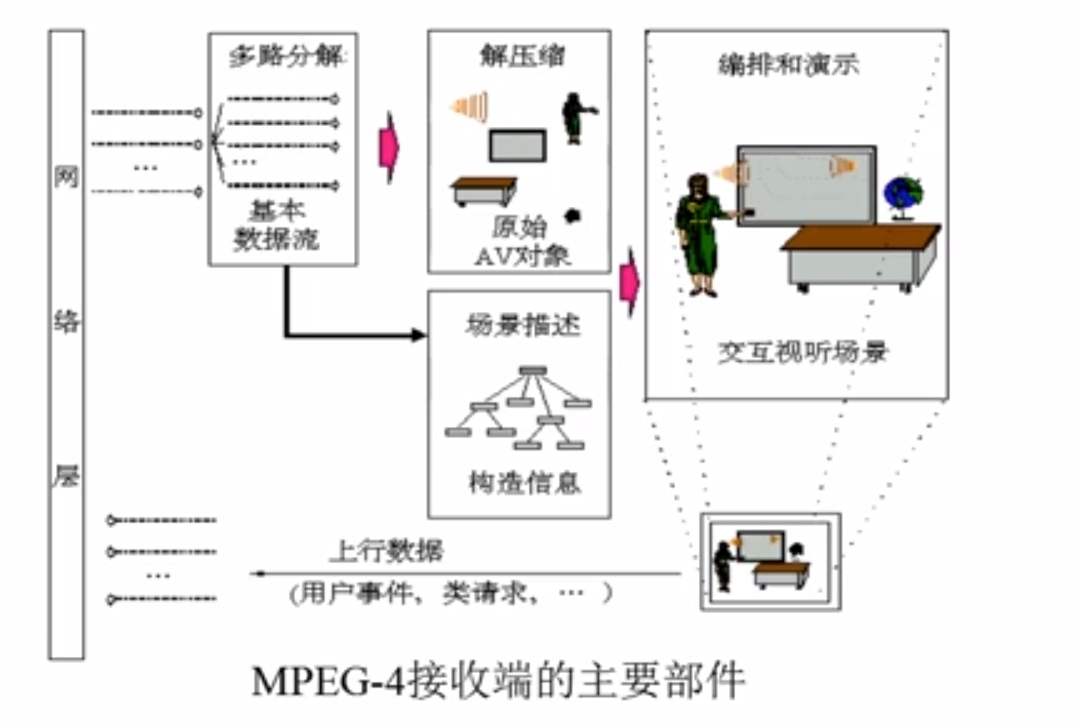 网
络
层
多路分解
...
...
基本
数据流
解压缩
原始
AV对象
场景描述
构造信息
编排和演示
交互视听场景
...
上行数据
(用户事件, 类请求, ... )
MPEG-4接收端的主要部件